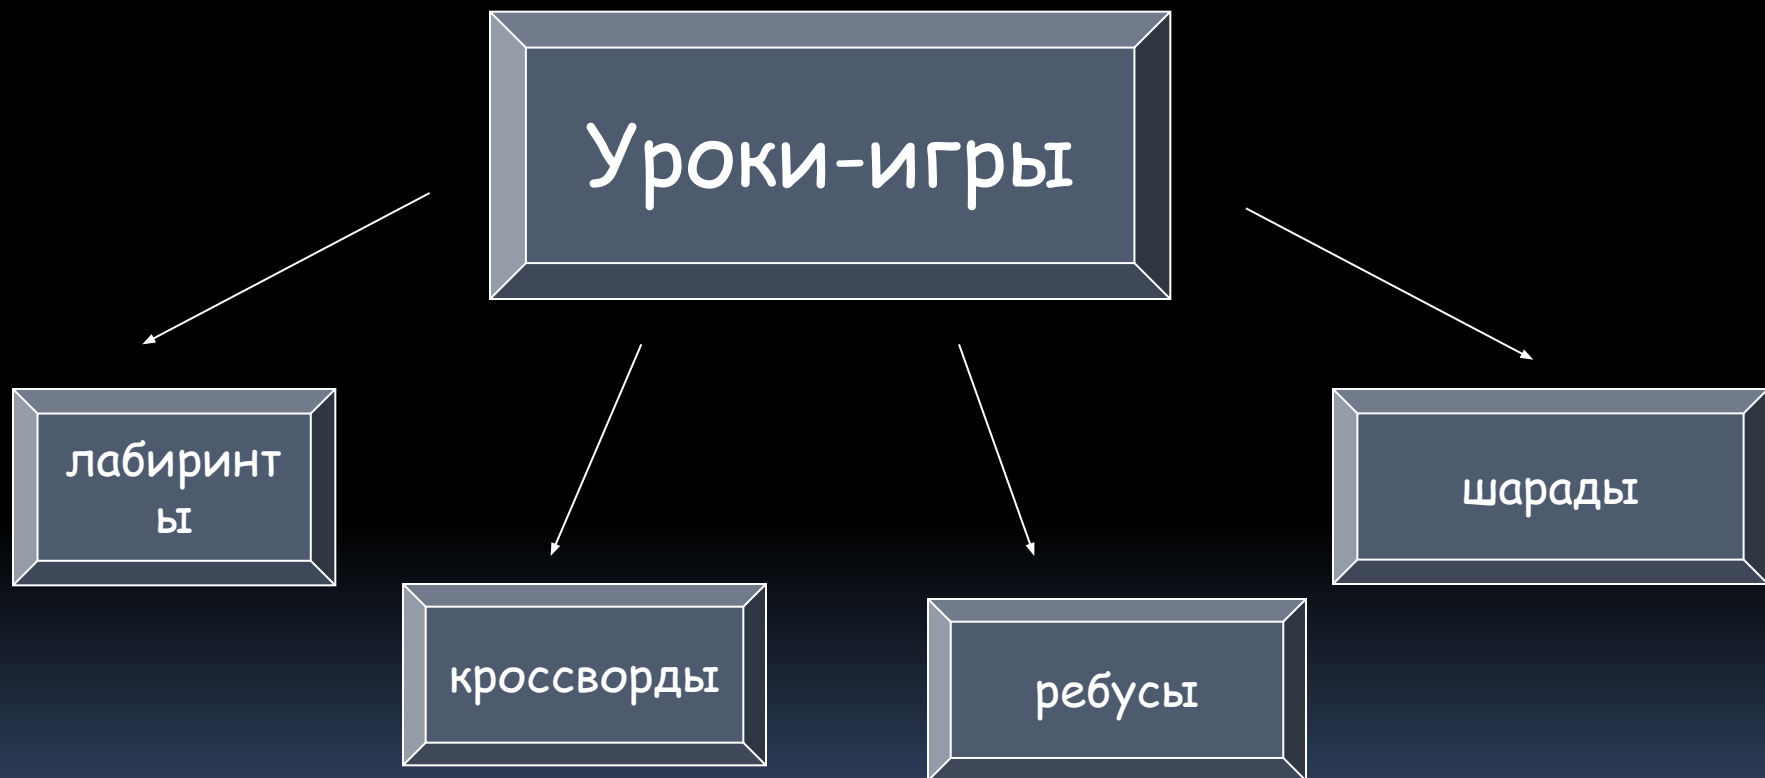 Уроки-игры
лабиринт
ы
шарады
кроссворды
ребусы